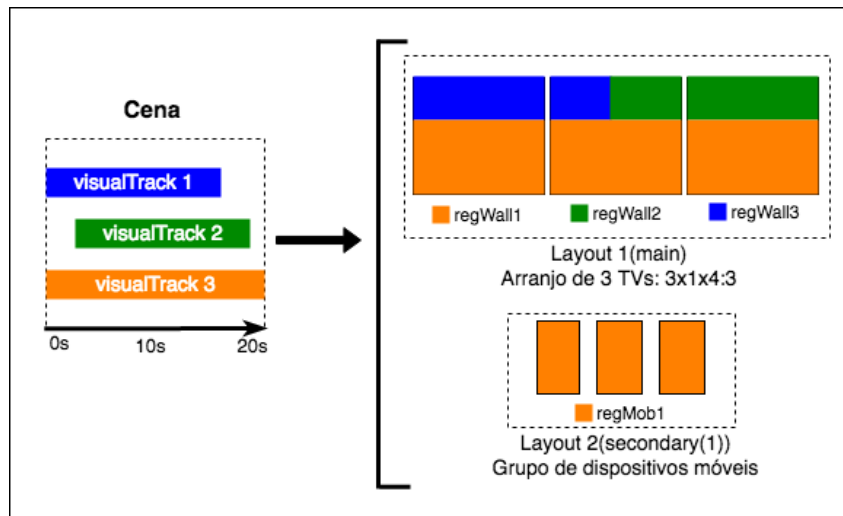 Cena
visualTrack 1
visualTrack 2
visualTrack 3
0s 10s 20s
regWall1 regWall2 regWall3
Layout 1(main)
Arranjo de 3 TVs: 3x1x4:3
regMob1
Layout 2(secondary(1))
Grupo de dispositivos móveis